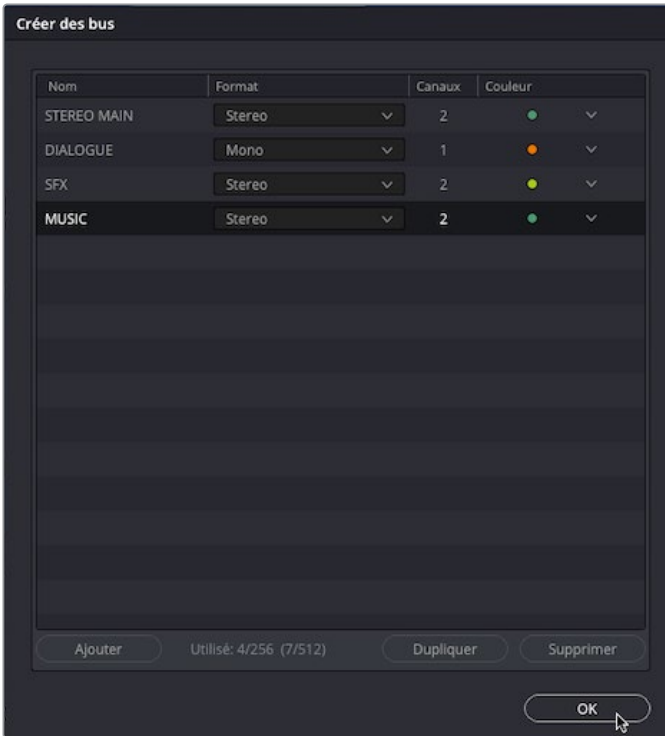 Créer des bus
Nom Format Canaux Couleur
STEREO MAIN Stereo 2
DIALOGUE Mono 1
SFX Stereo 2
MUSIC Stereo 2
Ajouter Utilisé: 4/256 (7/512) Dupliquer Supprimer
OK